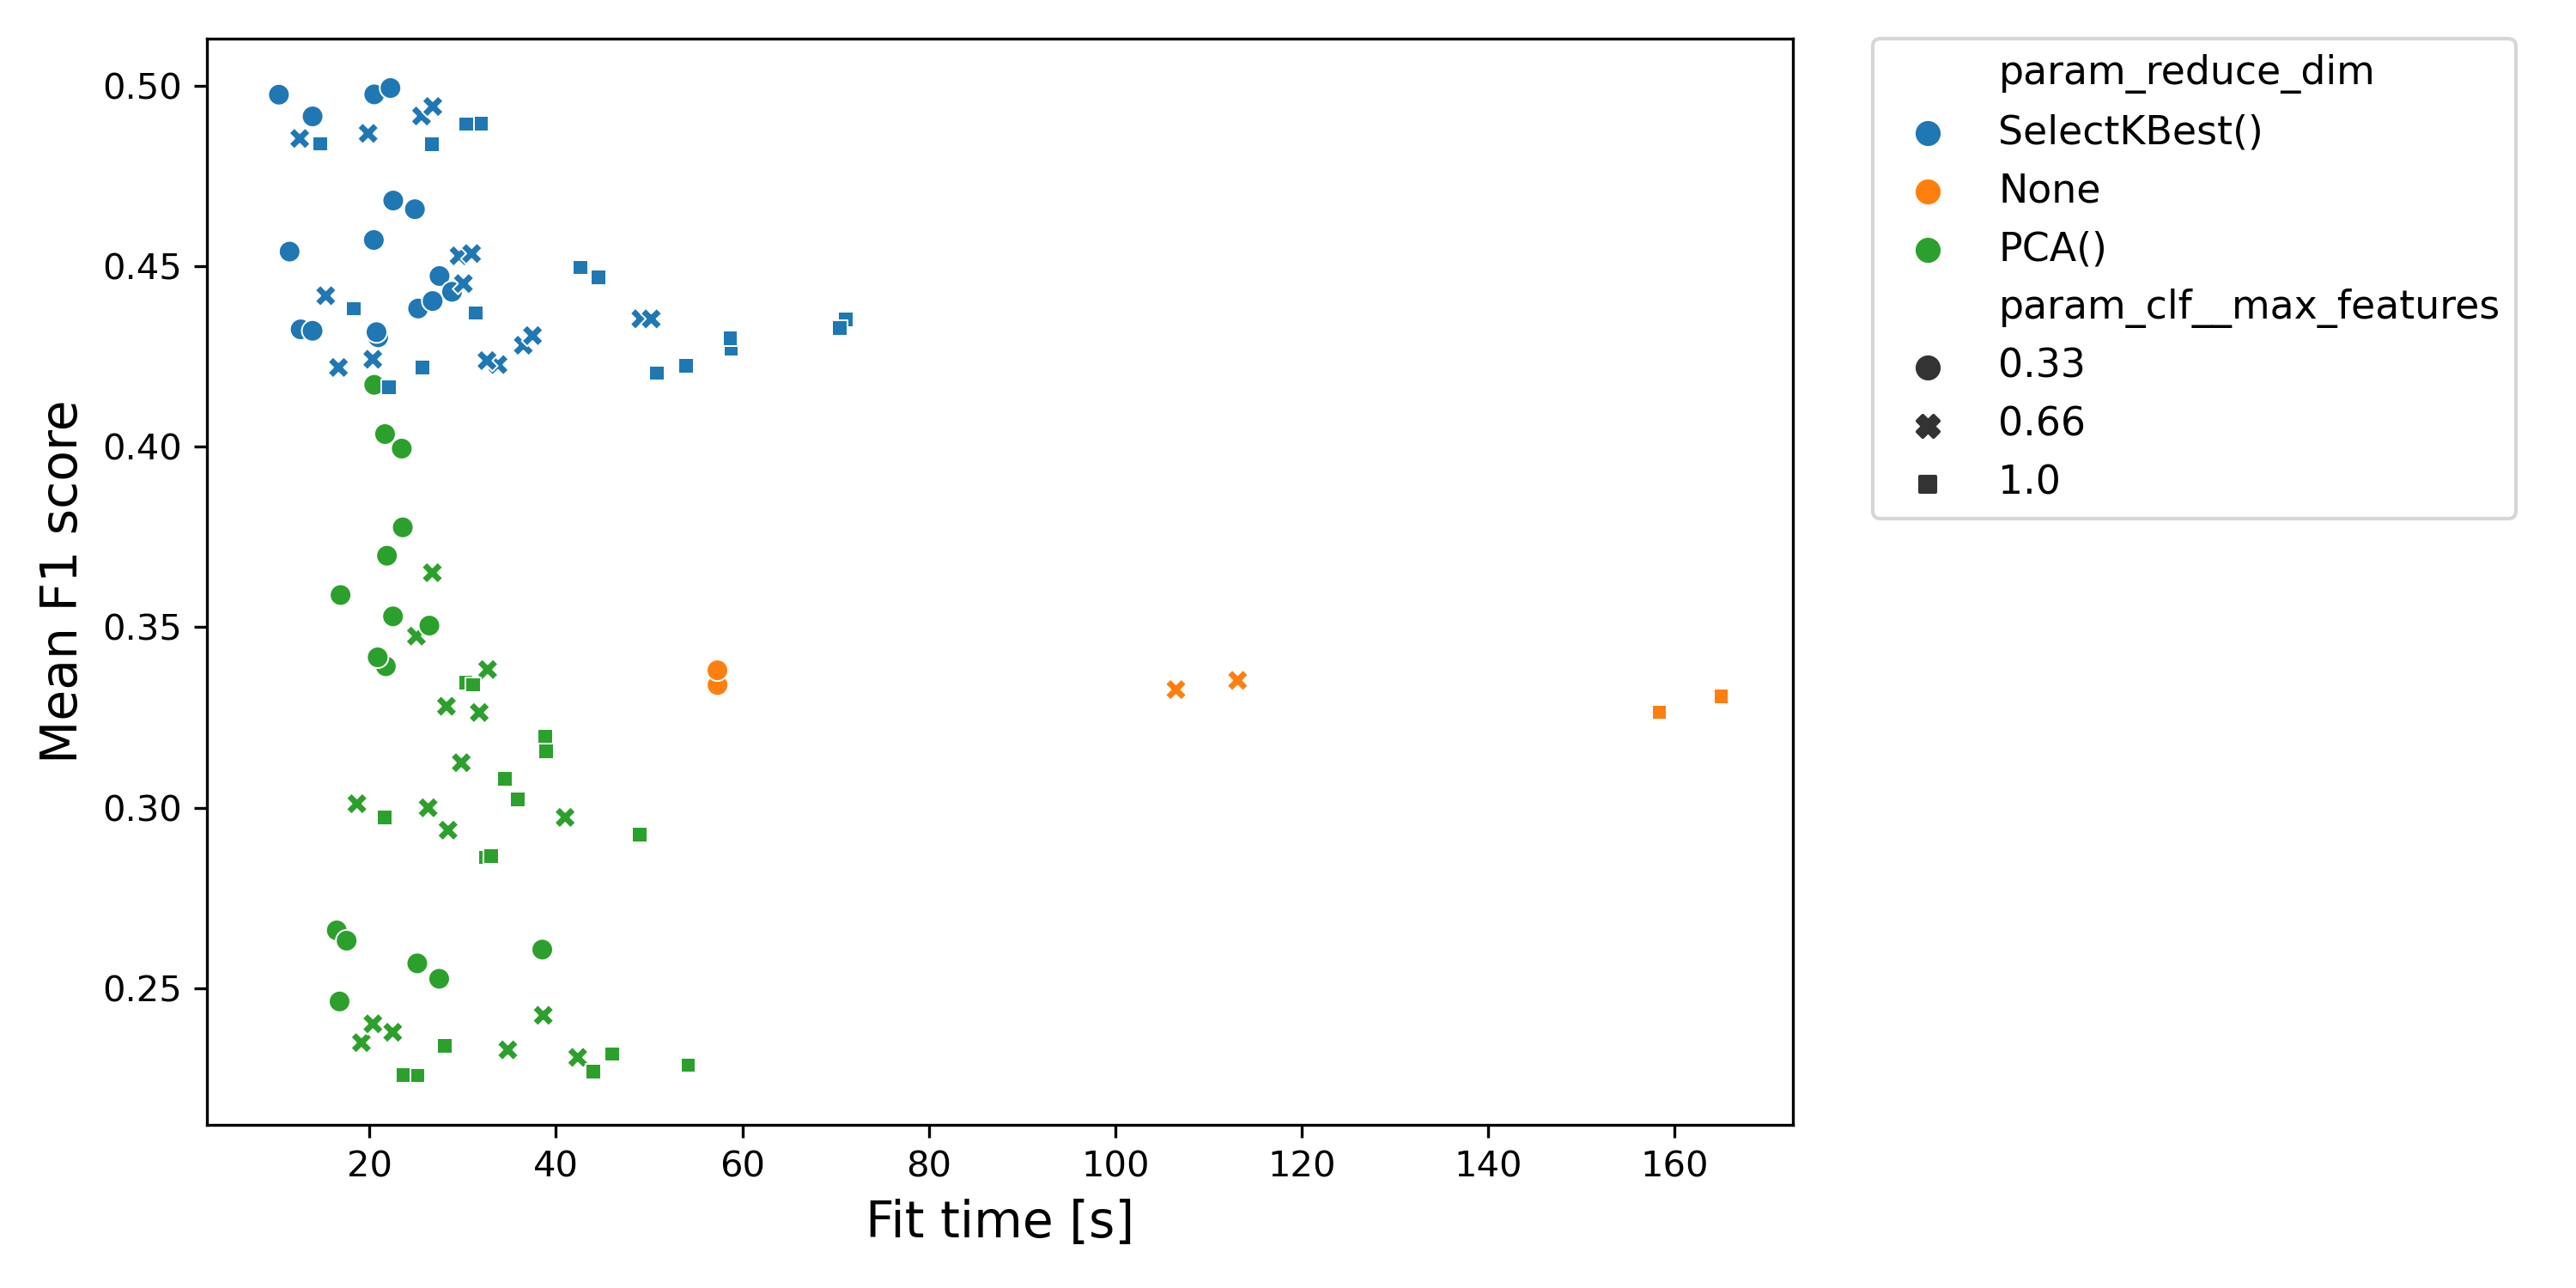 0.50
0.45
0.40
0.35
0.30
0.25
Mean F1 score
20 40 60 80 100 120 140 160
Fit time [s]
param_reduce_dim
SelectKBest()
None
PCA()
param_clf__max_features
0.33
0.66
1.0